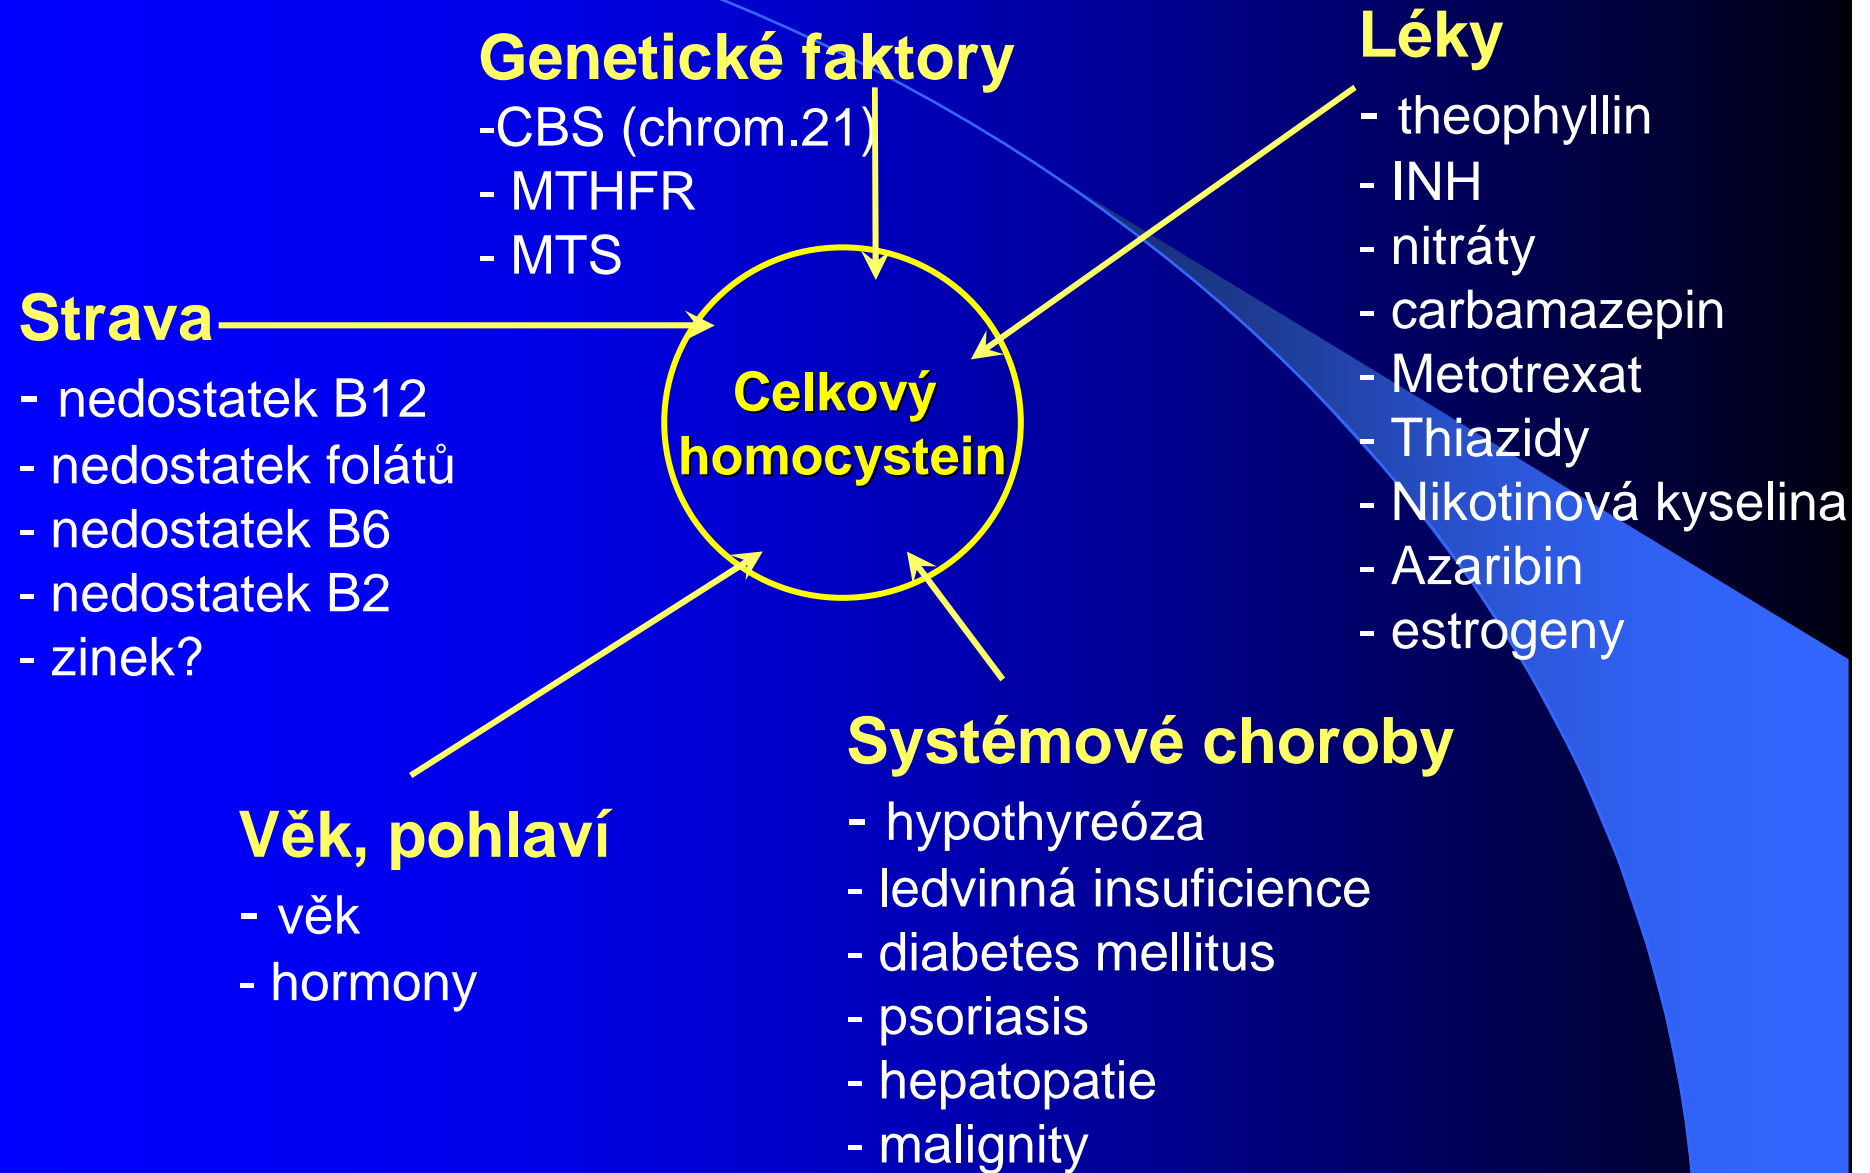 Genetické faktory
-CBS (chrom.21)
- MTHFR
- MTS
Léky
- theophyllin
- INH
- nitráty
- carbamazepin
- Metotrexat
- Thiazidy
- Nikotinová kyselina
- Azaribin
- estrogeny
Strava
- nedostatek B12
- nedostatek folátů
- nedostatek B6
- nedostatek B2
- zinek?
Celkový
homocystein
Věk, pohlaví
- věk
- hormony
Systémové choroby
- hypothyreóza
- ledvinná insuficience
- diabetes mellitus
- psoriasis
- hepatopatie
- malignity